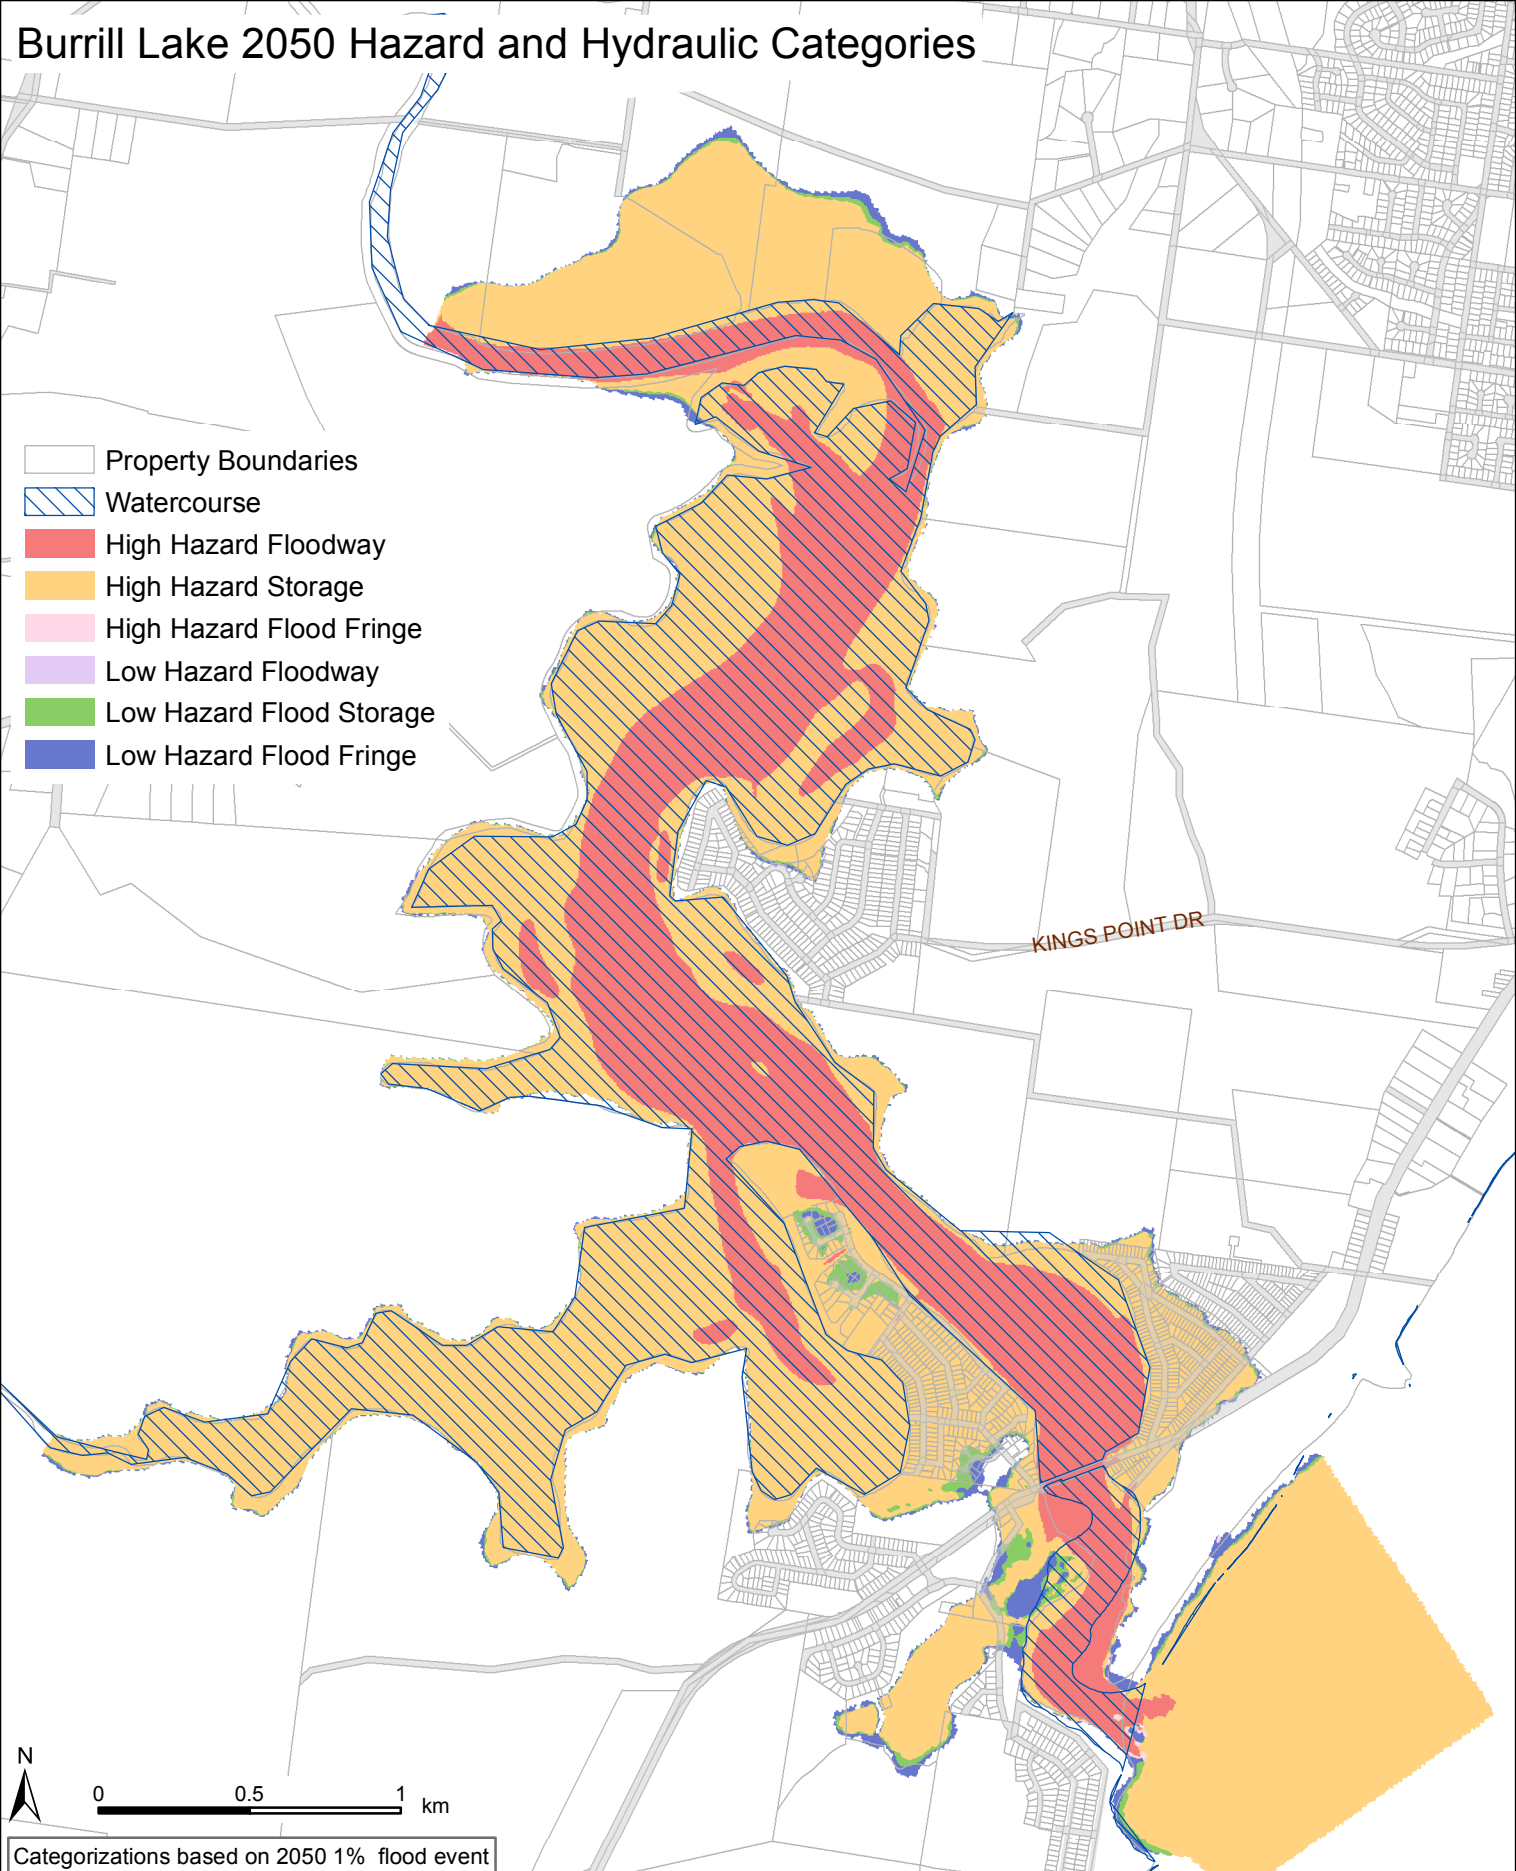 Burrill Lake 2050 Hazard and Hydraulic Categories
Property Boundaries
Watercourse
High Hazard Floodway
High Hazard Storage
High Hazard Flood Fringe
Low Hazard Floodway
Low Hazard Flood Storage
Low Hazard Flood Fringe
KINGS POINT DR
N
0 0.5 1 km
Categorizations based on 2050 1% flood event